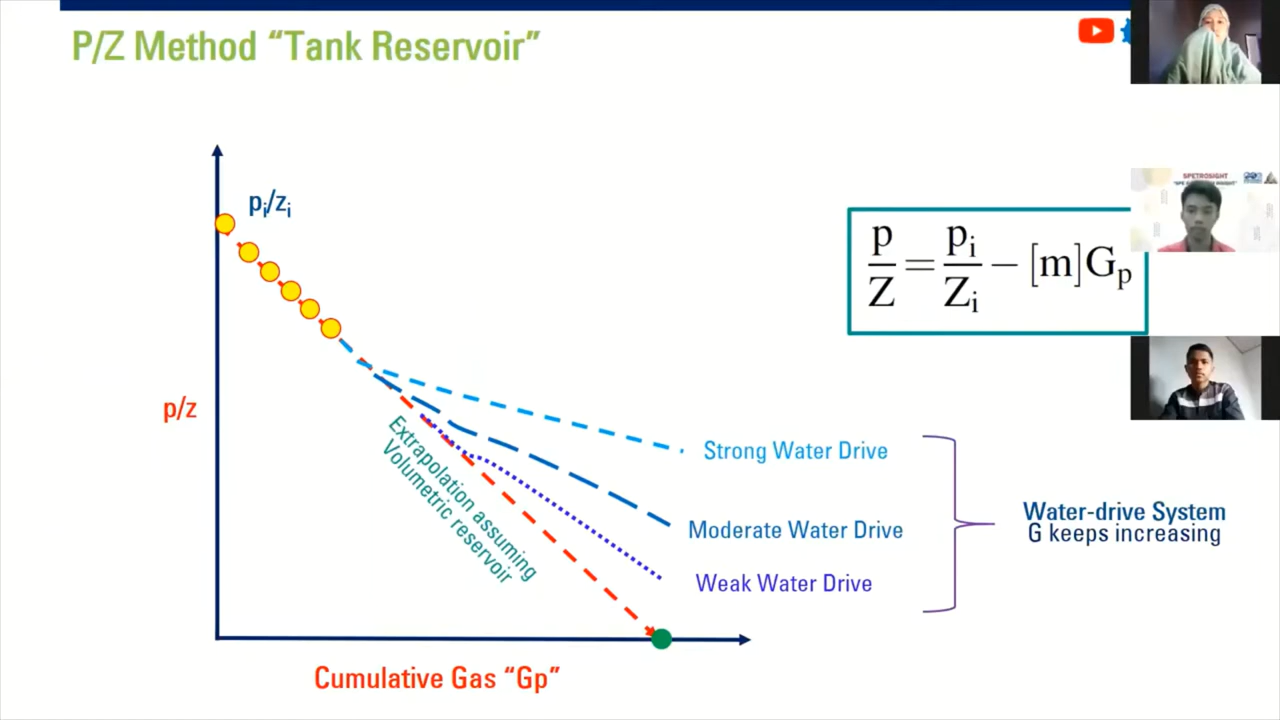 P/Z Method “Tank Reservoir”
pi/zi
p/z
Extrapolation assuming
Volumetric reservoir
Cumulative Gas “Gp”
p/Z = pi/Zi − [m]Gp
Strong Water Drive
Moderate Water Drive
Weak Water Drive
Water-drive System
G keeps increasing
SPETROSIGHT